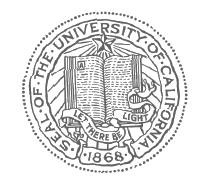 ·SEAL·OF·THE·UNIVERSITY·OF·CALIFORNIA·
A
LET THERE BE LIGHT
·1868·